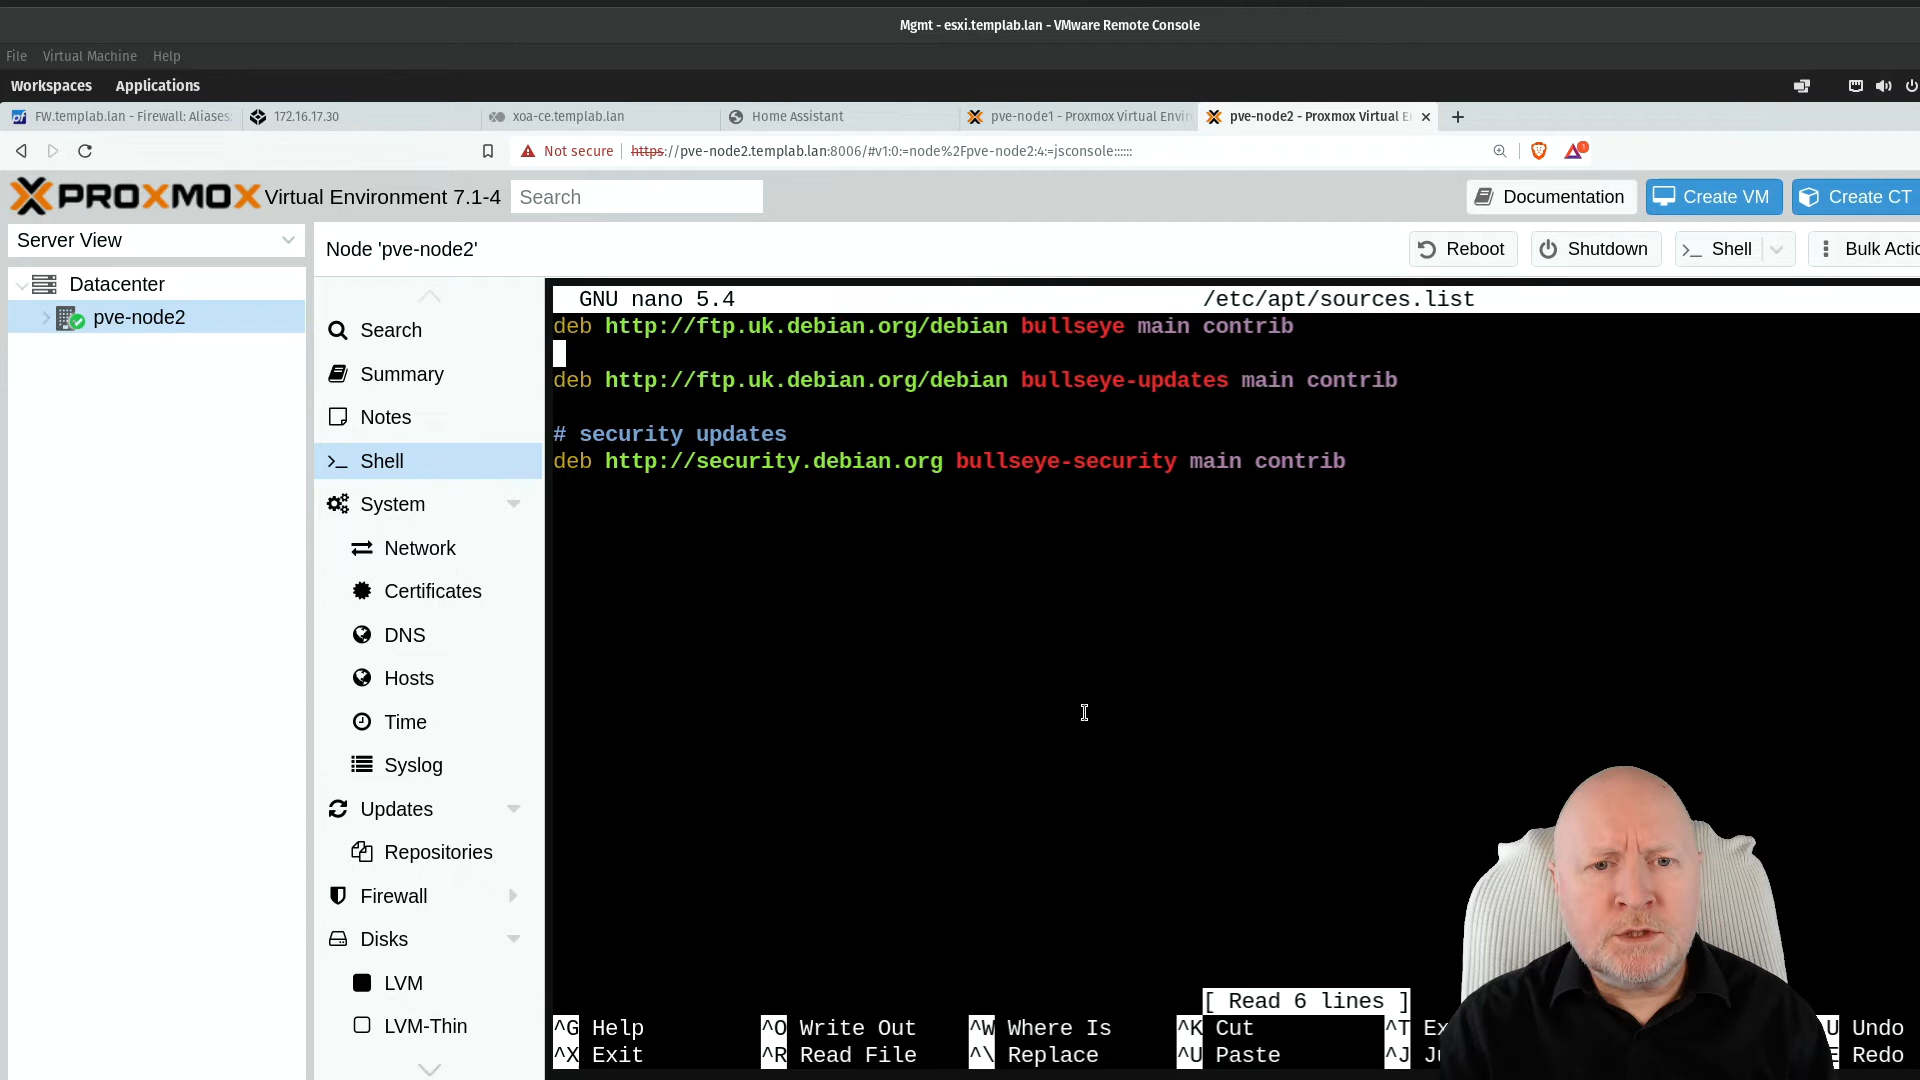 Mgmt - esxi.templab.lan - VMware Remote Console
File Virtual Machine Help
Workspaces Applications
FW.templab.lan - Firewall: Aliases: 172.16.17.30 xoa-ce.templab.lan Home Assistant pve-node1 - Proxmox Virtual Envir pve-node2 - Proxmox Virtual E
Not secure https://pve-node2.templab.lan:8006/#v1:0:=node%2Fpve-node2:4:=jsconsole::::::
PROXMOX Virtual Environment 7.1-4 Search Documentation Create VM Create CT
Server View
Node 'pve-node2' Reboot Shutdown Shell Bulk Actio
Datacenter
pve-node2
Search
Summary
Notes
Shell
System
Network
Certificates
DNS
Hosts
Time
Syslog
Updates
Repositories
Firewall
Disks
LVM
LVM-Thin
GNU nano 5.4 /etc/apt/sources.list
deb http://ftp.uk.debian.org/debian bullseye main contrib
deb http://ftp.uk.debian.org/debian bullseye-updates main contrib
# security updates
deb http://security.debian.org bullseye-security main contrib
[ Read 6 lines ]
^G Help ^O Write Out ^W Where Is ^K Cut ^T Ex U Undo
^X Exit ^R Read File ^\ Replace ^U Paste ^J Ju E Redo